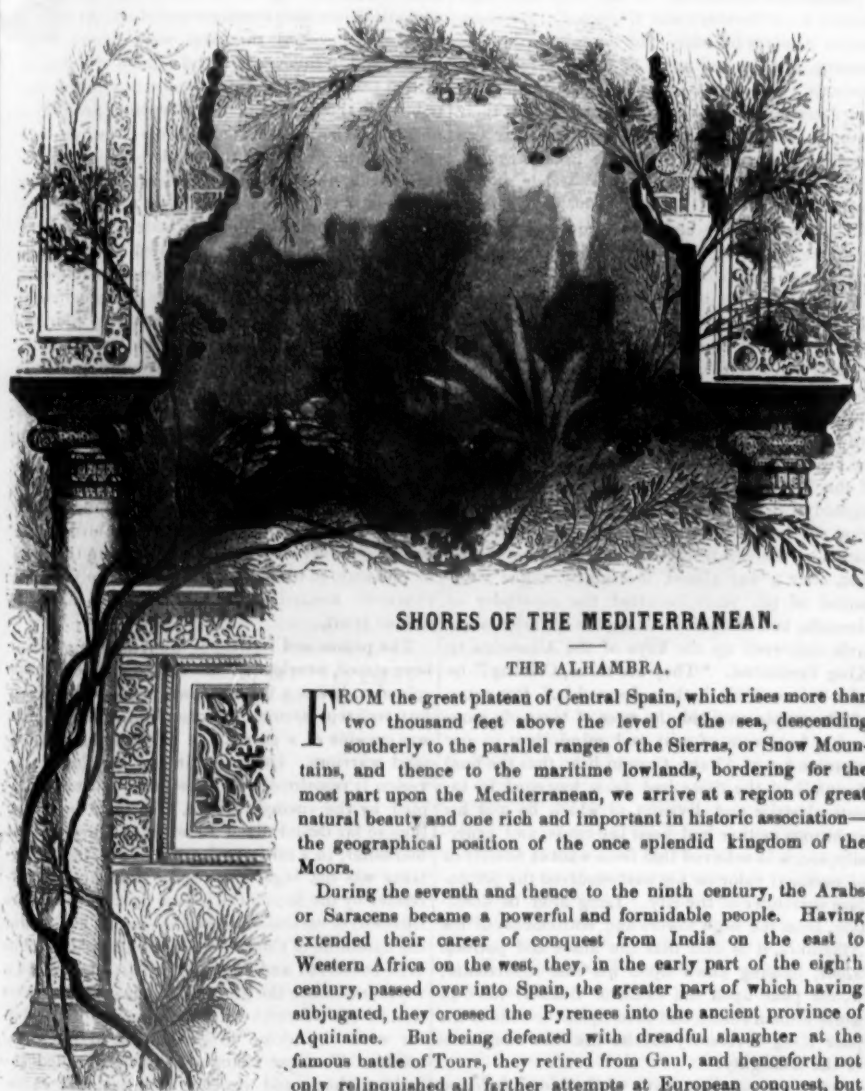 SHORES OF THE MEDITERRANEAN.
THE ALHAMBRA.
FROM the great plateau of Central Spain, which rises more than
two thousand feet above the level of the sea, descending
southerly to the parallel ranges of the Sierras, or Snow Moun-
tains, and thence to the maritime lowlands, bordering for the
most part upon the Mediterranean, we arrive at a region of great
natural beauty and one rich and important in historic association—
the geographical position of the once splendid kingdom of the
Moors.
During the seventh and thence to the ninth century, the Arabs
or Saracens became a powerful and formidable people. Having
extended their career of conquest from India on the east to
Western Africa on the west, they, in the early part of the eighth
century, passed over into Spain, the greater part of which having
subjugated, they crossed the Pyrenees into the ancient province of
Aquitaine. But being defeated with dreadful slaughter at the
famous battle of Tours, they retired from Gaul, and henceforth not
only relinquished all farther attempts at European conquest, but